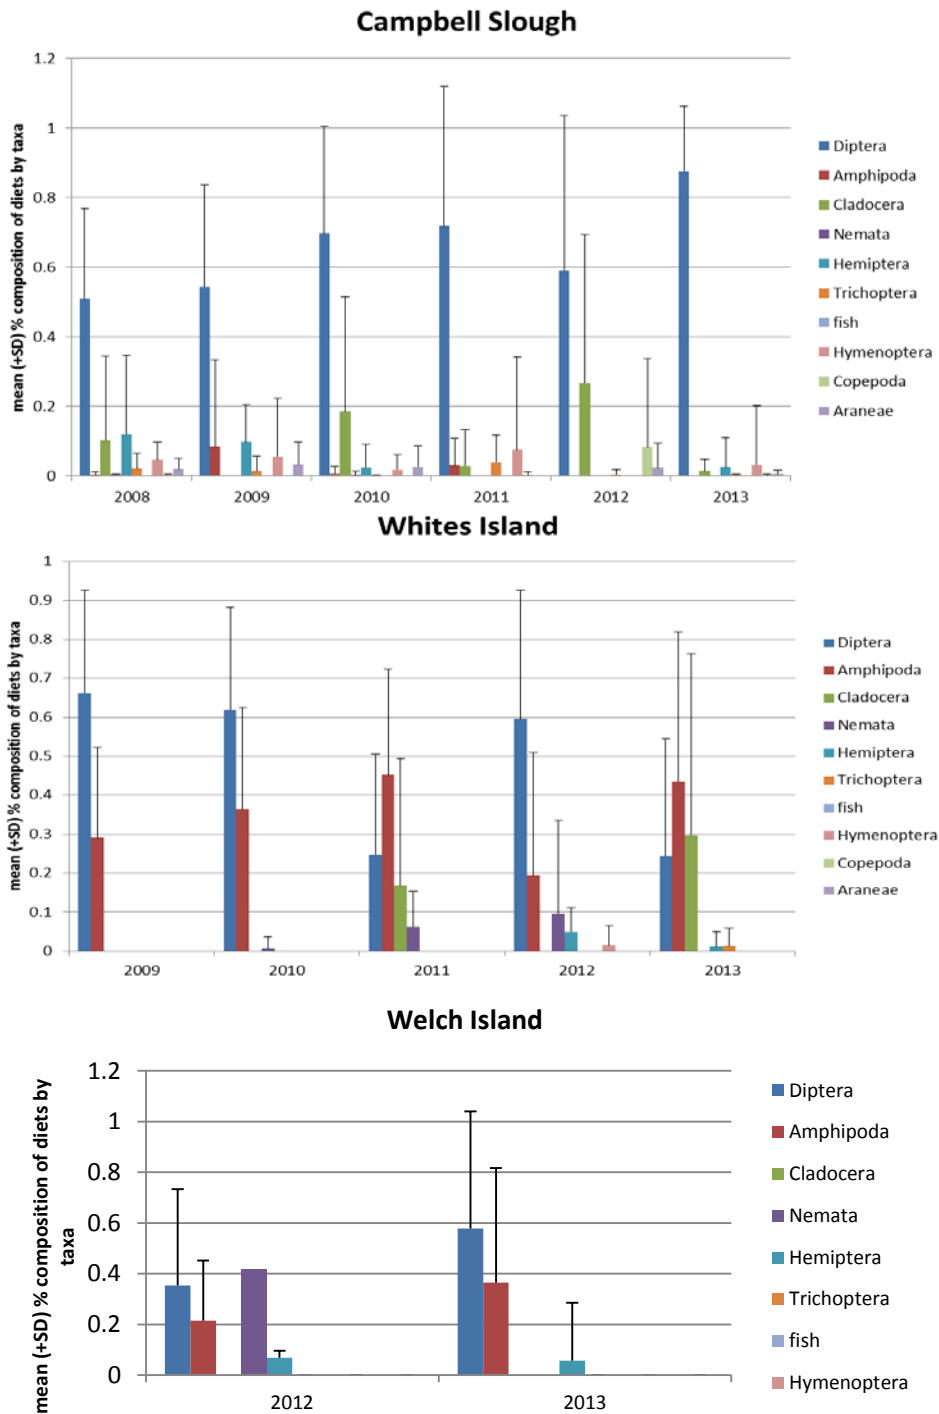 Campbell Slough
mean (+SD) % composition of diets by taxa
1.2
1
0.8
0.6
0.4
0.2
0
2008
2009
2010
2011
2012
2013
Diptera
Amphipoda
Cladocera
Nemata
Hemiptera
Trichoptera
fish
Hymenoptera
Copepoda
Araneae
Whites Island
mean (+SD) % composition of diets by taxa
1
0.9
0.8
0.7
0.6
0.5
0.4
0.3
0.2
0.1
0
2009
2010
2011
2012
2013
Diptera
Amphipoda
Cladocera
Nemata
Hemiptera
Trichoptera
fish
Hymenoptera
Copepoda
Araneae
Welch Island
mean (+SD) % composition of diets by
taxa
1.2
1
0.8
0.6
0.4
0.2
0
2012
2013
Diptera
Amphipoda
Cladocera
Nemata
Hemiptera
Trichoptera
fish
Hymenoptera